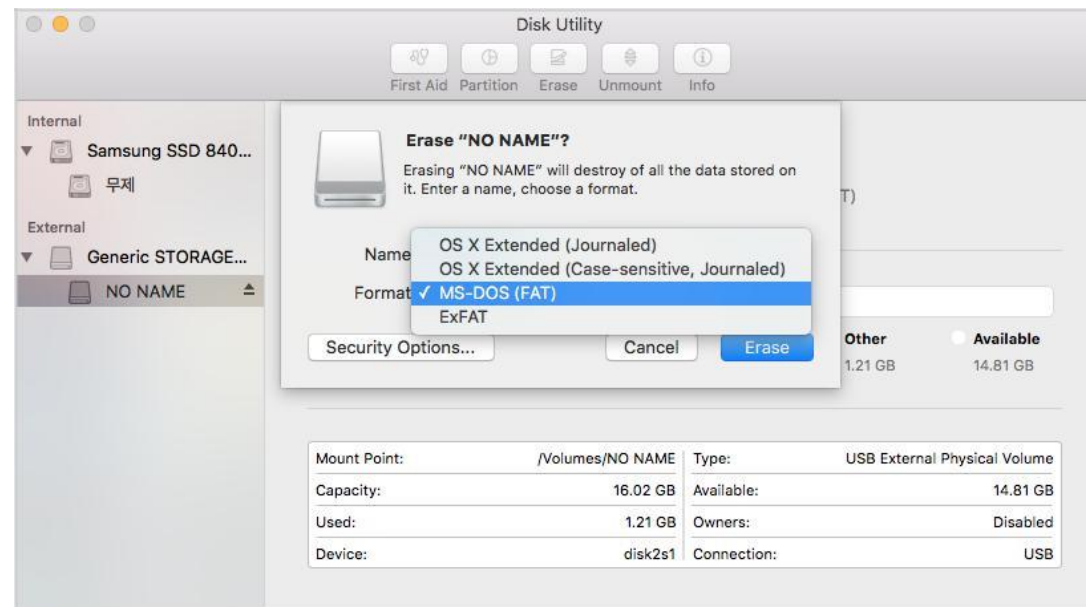 Disk Utility
First Aid Partition Erase Unmount Info
Internal
Samsung SSD 840...
무제
External
Generic STORAGE...
NO NAME
Erase "NO NAME"?
Erasing "NO NAME" will destroy of all the data stored on
it. Enter a name, choose a format.
T)
Name
OS X Extended (Journaled)
OS X Extended (Case-sensitive, Journaled)
Format ✓ MS-DOS (FAT)
ExFAT
Security Options... Cancel Erase
Other Available
1.21 GB 14.81 GB
Mount Point: /Volumes/NO NAME Type: USB External Physical Volume
Capacity: 16.02 GB Available: 14.81 GB
Used: 1.21 GB Owners: Disabled
Device: disk2s1 Connection: USB